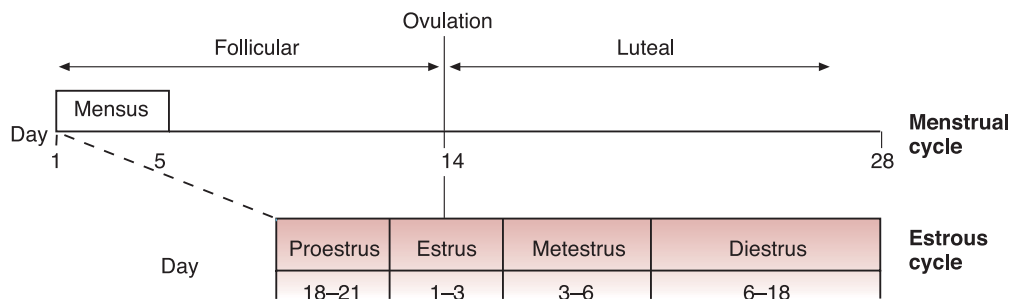 Ovulation
Follicular
Luteal
Mensus
Day
1
5
14
28
Menstrual
cycle
Proestrus
Estrus
Metestrus
Diestrus
Estrous
cycle
Day
18–21
1–3
3–6
6–18